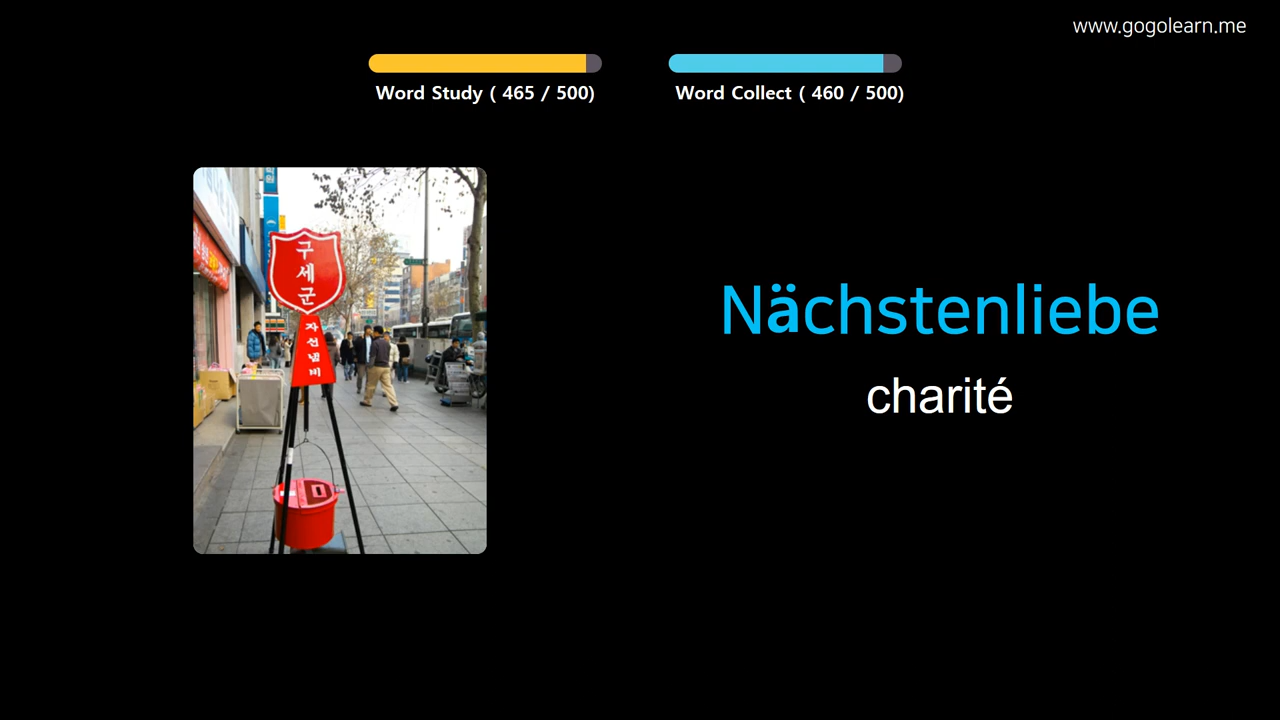 www.gogolearn.me
Word Study ( 465 / 500)
Word Collect ( 460 / 500)
구세군
자선냄비
Nächstenliebe
charité